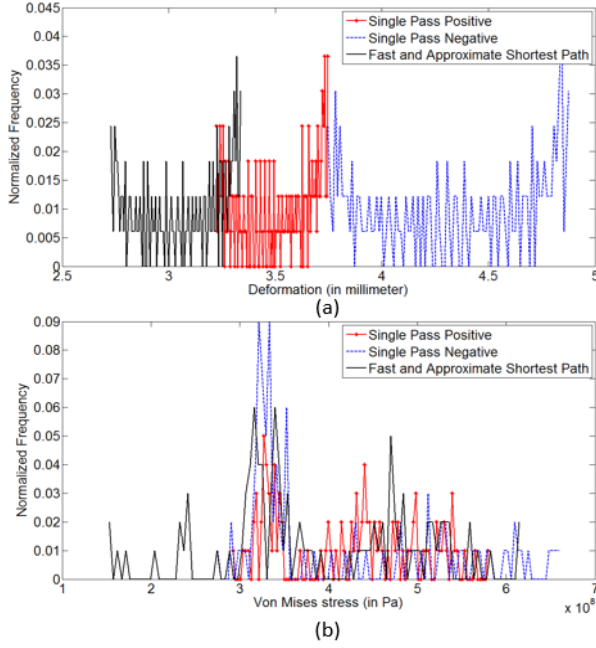 0.045
0.04
0.035
0.03
0.025
0.02
0.015
0.01
0.005
0
Normalized Frequency
Single Pass Positive
Single Pass Negative
Fast and Approximate Shortest Path
2.5 3 3.5 4 4.5 5
Deformation (in millimeter)
(a)
0.09
0.08
0.07
0.06
0.05
0.04
0.03
0.02
0.01
0
Normalized Frequency
Single Pass Positive
Single Pass Negative
Fast and Approximate Shortest Path
1 2 3 4 5 6 7
Von Mises stress (in Pa)
x 10⁸
(b)